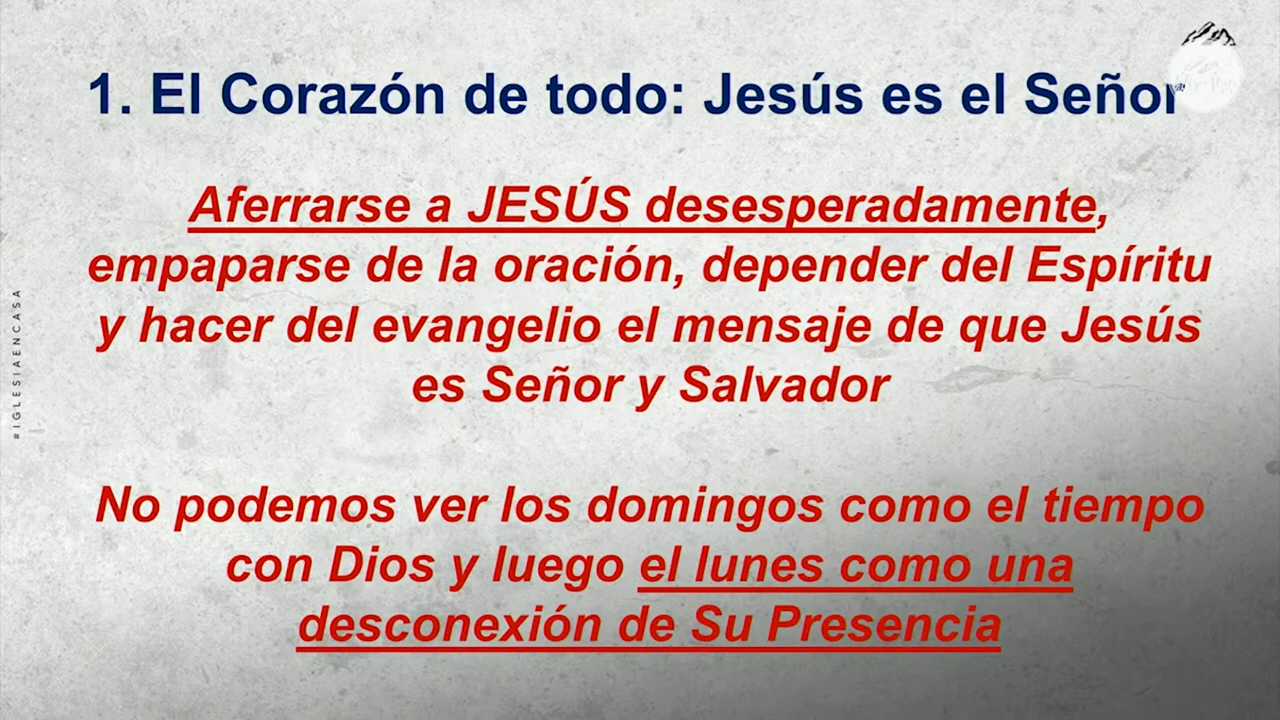 1. El Corazón de todo: Jesús es el Señor
Aferrarse a JESÚS desesperadamente,
empaparse de la oración, depender del Espíritu
y hacer del evangelio el mensaje de que Jesús
es Señor y Salvador
No podemos ver los domingos como el tiempo
con Dios y luego el lunes como una
desconexión de Su Presencia
#IGLESIAENCASA